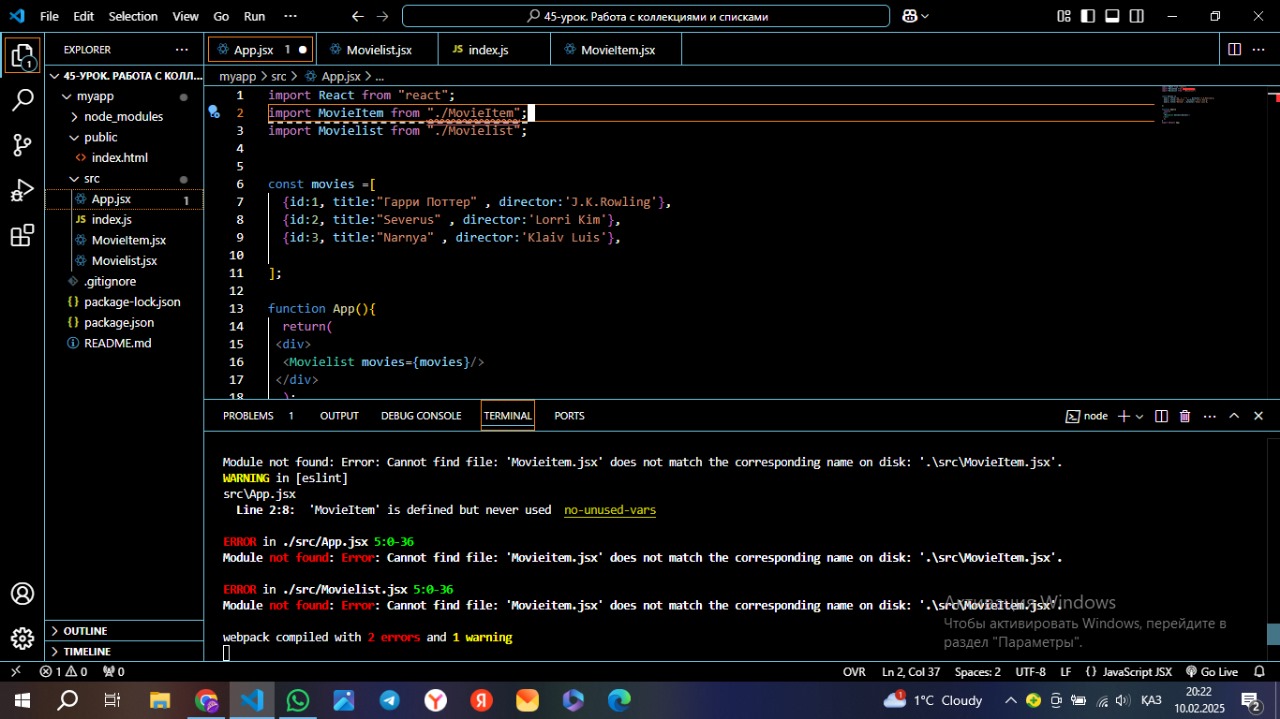 File Edit Selection View Go Run ··· 45-урок. Работа с коллекциями и списками
EXPLORER ···
App.jsx 1 Movielist.jsx JS index.js MovieItem.jsx
45-УРОК. РАБОТА С КОЛЛ...
myapp
node_modules
public
index.html
src
App.jsx 1
JS index.js
MovieItem.jsx
Movielist.jsx
.gitignore
{} package-lock.json
{} package.json
README.md
OUTLINE
TIMELINE
myapp > src > App.jsx > ...
1 import React from "react";
2 import MovieItem from "./MovieItem";
3 import Movielist from "./Movielist";
4
5
6 const movies =[
7 {id:1, title:"Гарри Поттер" , director:'J.K.Rowling'},
8 {id:2, title:"Severus" , director:'Lorri Kim'},
9 {id:3, title:"Narnya" , director:'Klaiv Luis'},
10
11 ];
12
13 function App(){
14 return(
15 <div>
16 <Movielist movies={movies}/>
17 </div>
18 );
PROBLEMS 1 OUTPUT DEBUG CONSOLE TERMINAL PORTS node
Module not found: Error: Cannot find file: 'Movieitem.jsx' does not match the corresponding name on disk: '.\src\MovieItem.jsx'.
WARNING in [eslint]
src\App.jsx
Line 2:8: 'MovieItem' is defined but never used no-unused-vars
ERROR in ./src/App.jsx 5:0-36
Module not found: Error: Cannot find file: 'Movieitem.jsx' does not match the corresponding name on disk: '.\src\MovieItem.jsx'.
ERROR in ./src/Movielist.jsx 5:0-36
Module not found: Error: Cannot find file: 'Movieitem.jsx' does not match the corresponding name on disk: '.\src\MovieItem.jsx'.
webpack compiled with 2 errors and 1 warning
Активация Windows
Чтобы активировать Windows, перейдите в
раздел "Параметры".
1 0 0 OVR Ln 2, Col 37 Spaces: 2 UTF-8 LF {} JavaScript JSX Go Live
1°C Cloudy ҚАЗ 20:22
10.02.2025 2